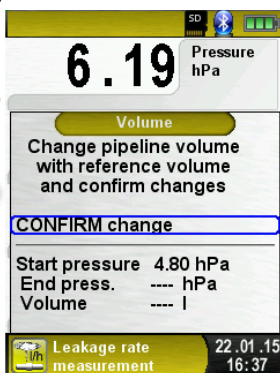 SD
6.19
Pressure
hPa
Volume
Change pipeline volume
with reference volume
and confirm changes
CONFIRM change
Start pressure 4.80 hPa
End press. ---- hPa
Volume ---- l
l/h
Leakage rate
measurement
22.01.15
16:37